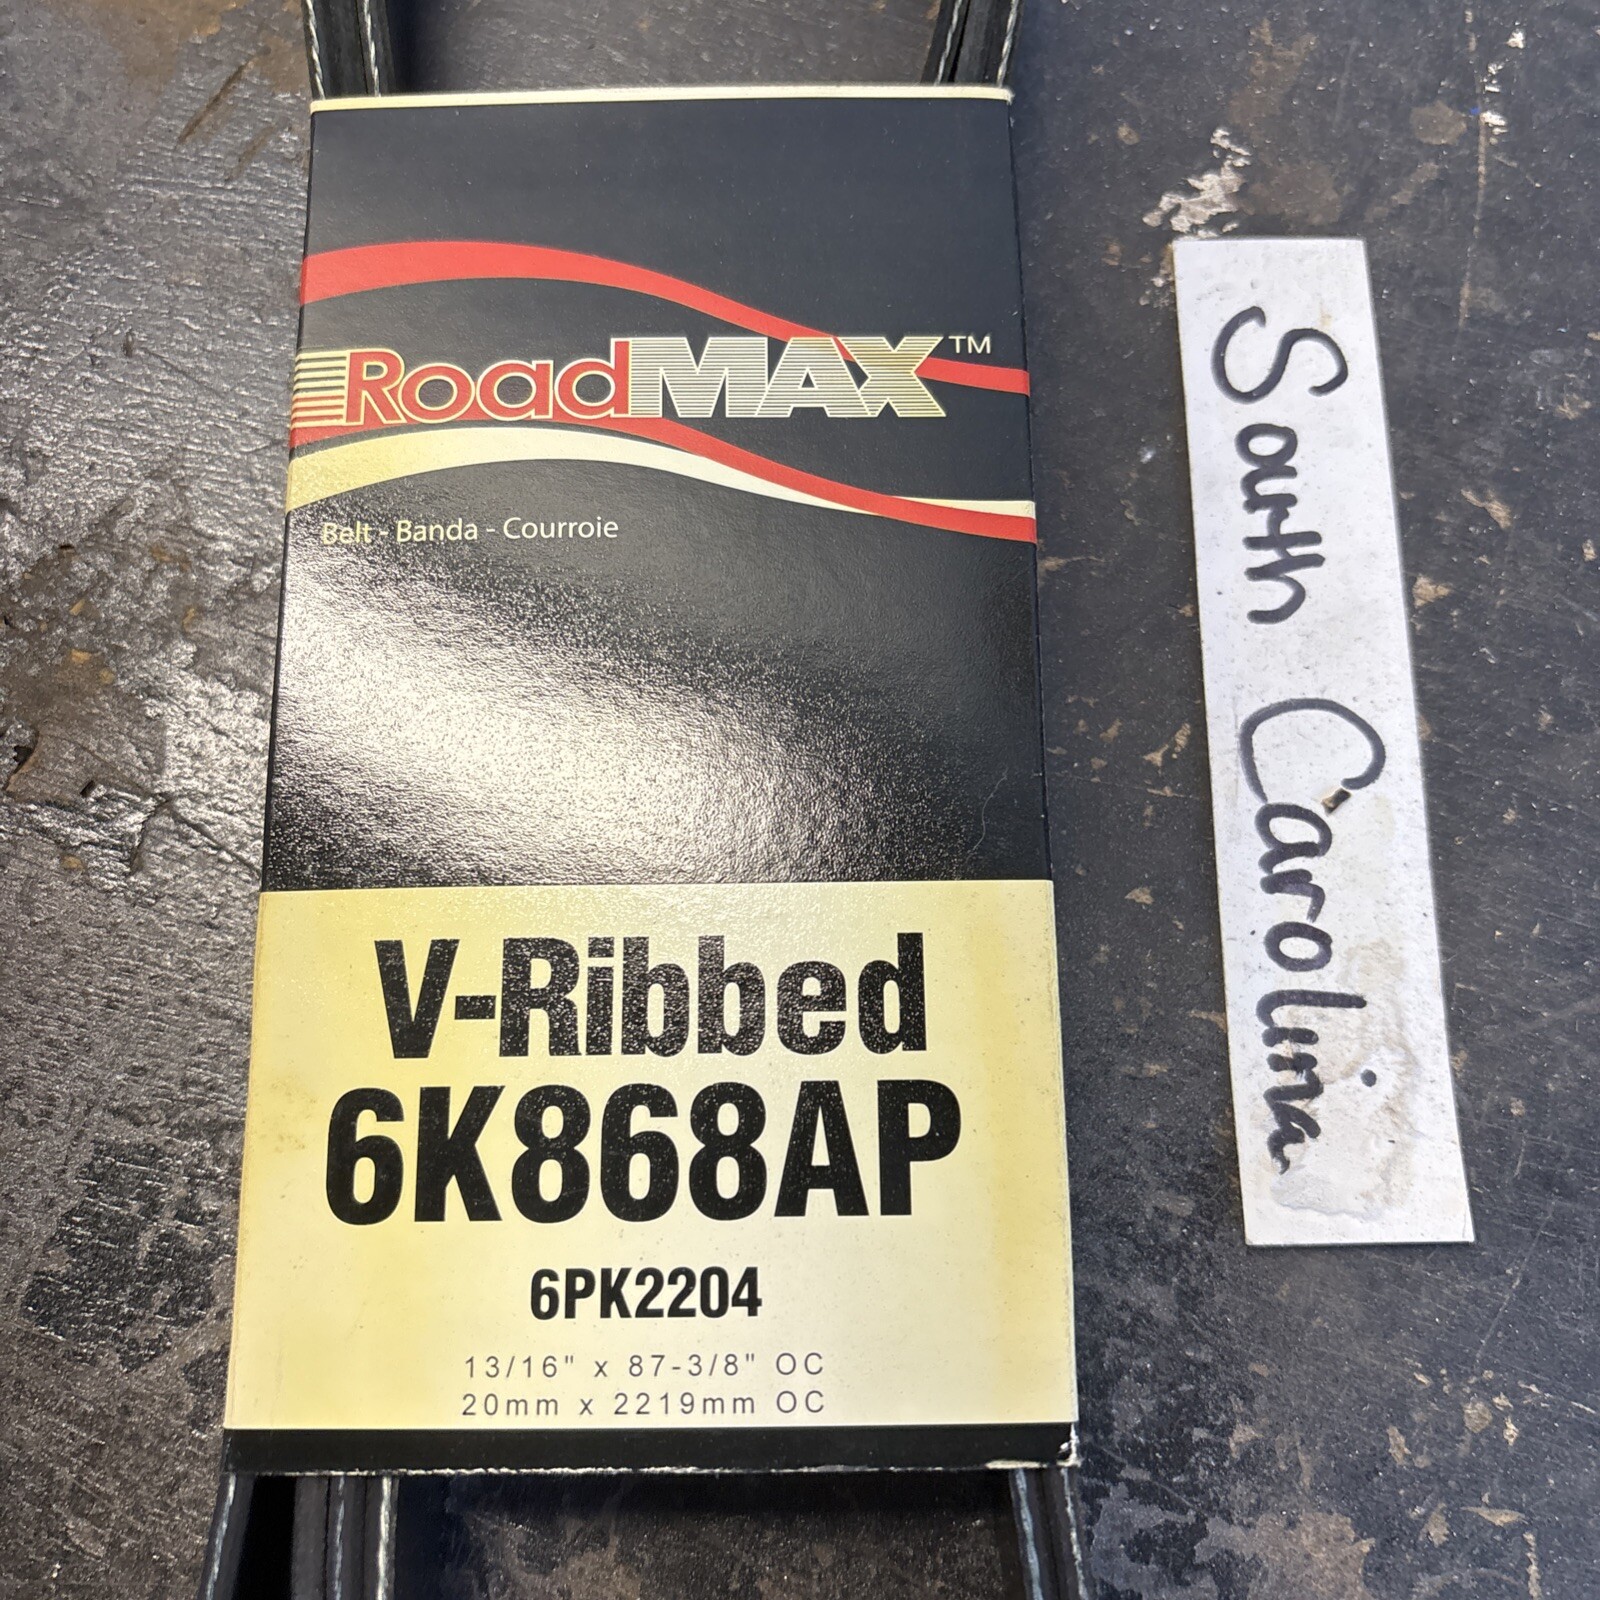 RoadMAX™
Belt - Banda - Courroie
V-Ribbed
6K868AP
6PK2204
13/16" x 87-3/8" OC
20mm x 2219mm OC
South Carolina